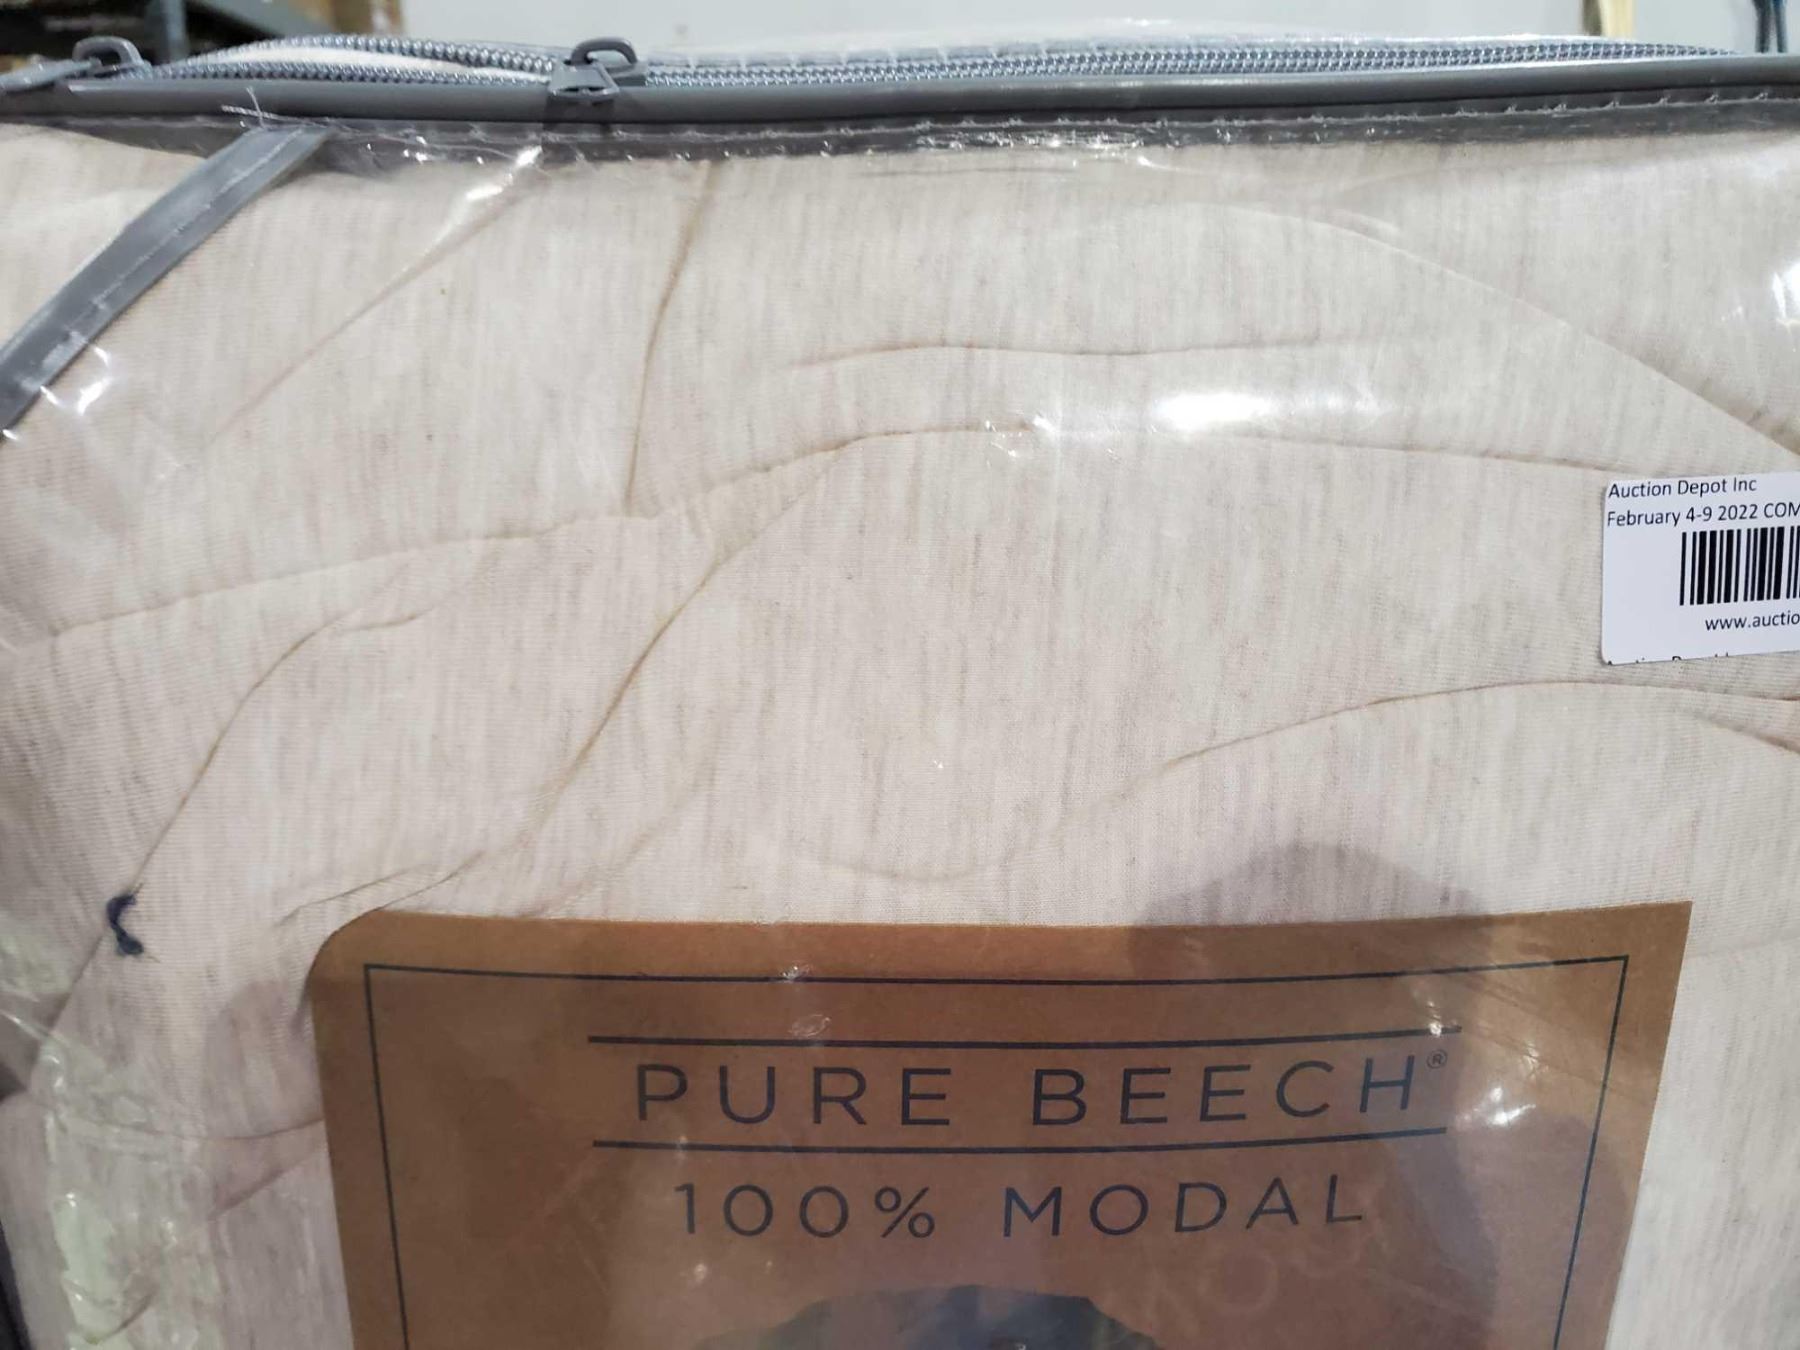 Auction Depot Inc
February 4-9 2022 COM
www.auctio
PURE BEECH®
100% MODAL